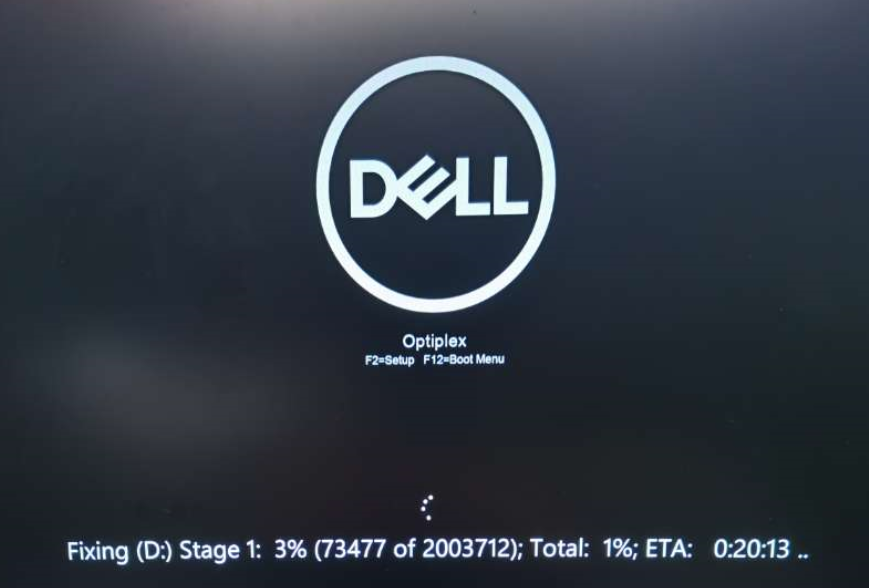 DELL
Optiplex
F2=Setup F12=Boot Menu
Fixing (D:) Stage 1: 3% (73477 of 2003712); Total: 1%; ETA: 0:20:13 ..